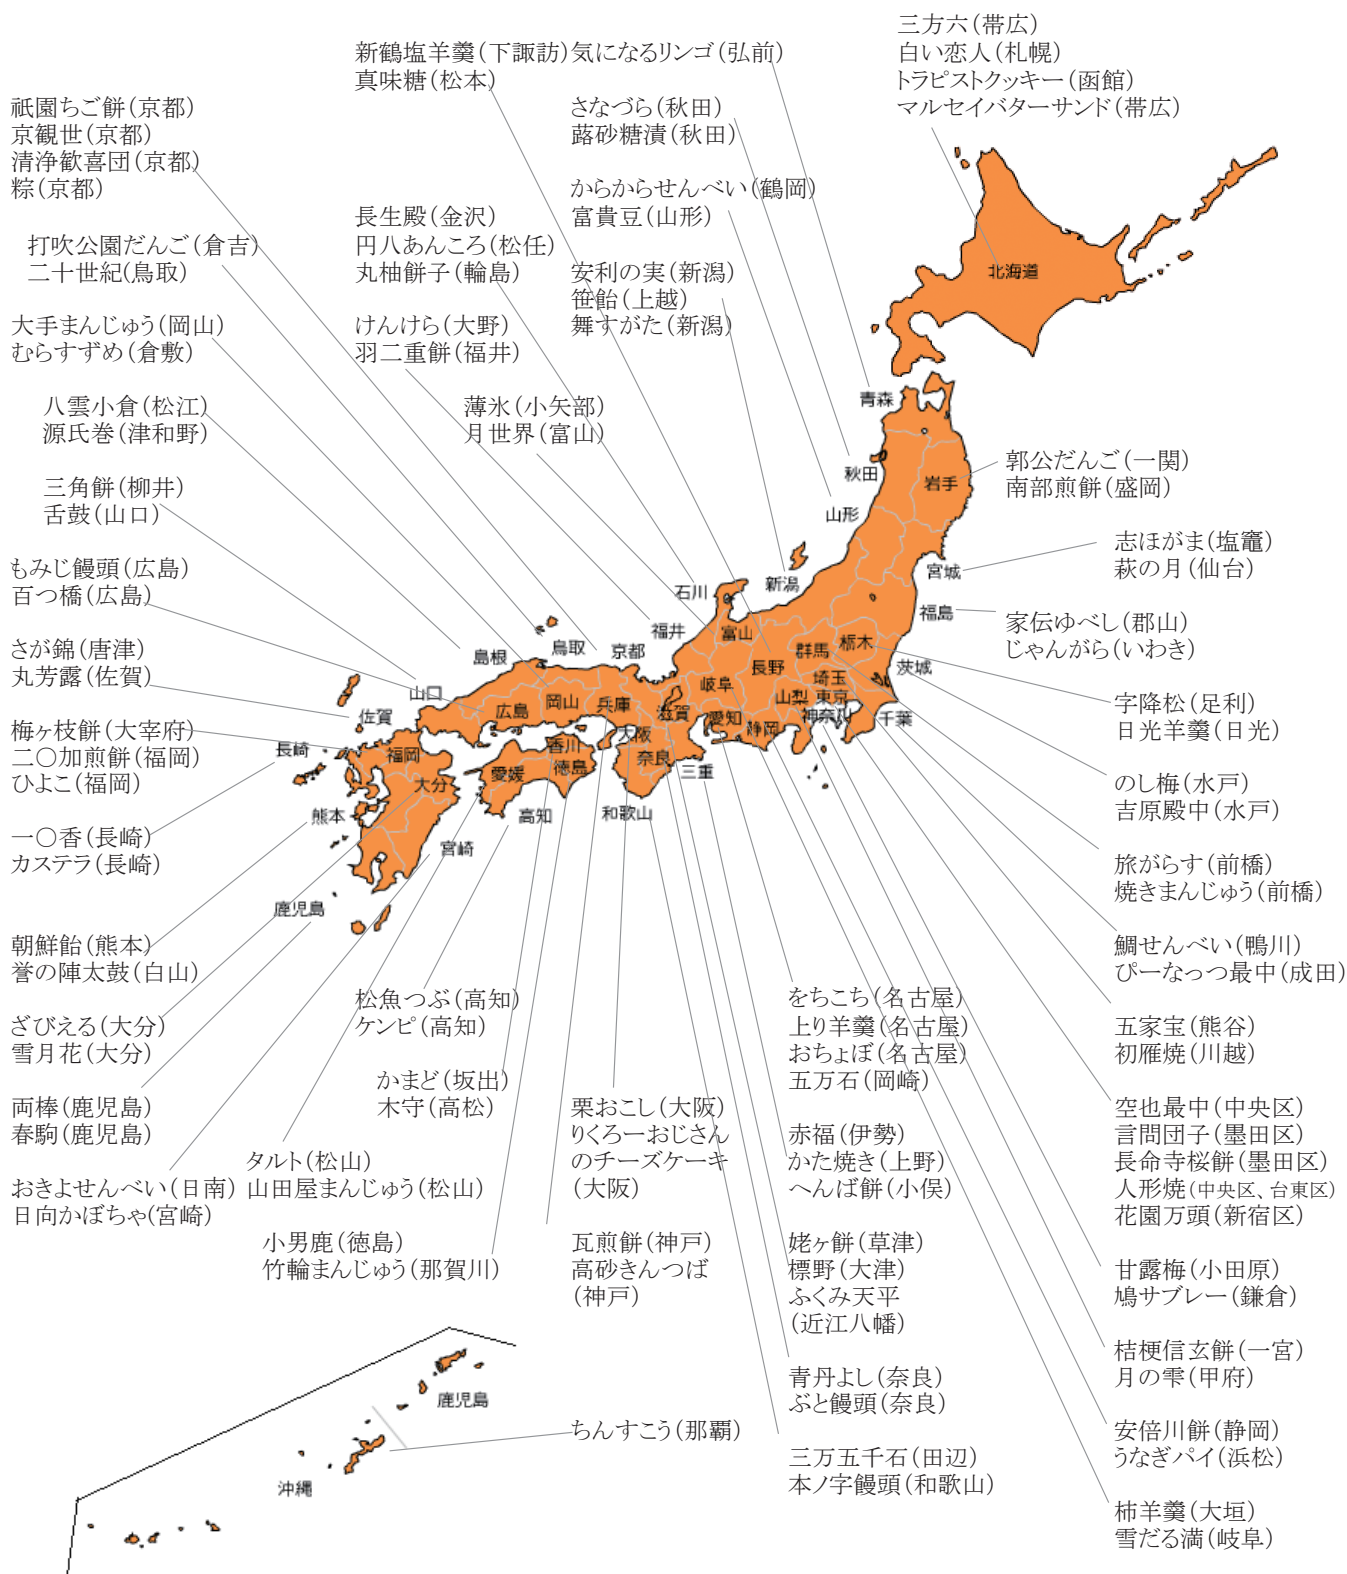 三方六(帯広)
白い恋人(札幌)
トラピストクッキー(函館)
マルセイバターサンド(帯広)
新鶴塩羊羹(下諏訪)
真味糖(松本)
気になるリンゴ(弘前)
さなづら(秋田)
蕗砂糖漬(秋田)
祇園ちご餅(京都)
京観世(京都)
清浄歓喜団(京都)
粽(京都)
からからせんべい(鶴岡)
富貴豆(山形)
長生殿(金沢)
円八あんころ(松任)
丸柚餅子(輪島)
打吹公園だんご(倉吉)
二十世紀(鳥取)
安利の実(新潟)
笹飴(上越)
舞すがた(新潟)
大手まんじゅう(岡山)
むらすずめ(倉敷)
けんけら(大野)
羽二重餅(福井)
八雲小倉(松江)
源氏巻(津和野)
薄氷(小矢部)
月世界(富山)
三角餅(柳井)
舌鼓(山口)
もみじ饅頭(広島)
百つ橋(広島)
さが錦(唐津)
丸芳露(佐賀)
梅ヶ枝餅(大宰府)
二〇加煎餅(福岡)
ひよこ(福岡)
一〇香(長崎)
カステラ(長崎)
朝鮮飴(熊本)
誉の陣太鼓(白山)
ざびえる(大分)
雪月花(大分)
両棒(鹿児島)
春駒(鹿児島)
おきよせんべい(日南)
日向かぼちゃ(宮崎)
北海道
青森
秋田
岩手
山形
宮城
新潟
福島
石川
富山
福井
群馬
栃木
茨城
長野
埼玉
山梨
東京
神奈川
千葉
岐阜
愛知
静岡
滋賀
三重
京都
兵庫
大阪
奈良
和歌山
鳥取
島根
岡山
広島
山口
香川
徳島
愛媛
高知
佐賀
長崎
福岡
大分
熊本
宮崎
鹿児島
郭公だんご(一関)
南部煎餅(盛岡)
志ほがま(塩竈)
萩の月(仙台)
家伝ゆべし(郡山)
じゃんがら(いわき)
字降松(足利)
日光羊羹(日光)
のし梅(水戸)
吉原殿中(水戸)
旅がらす(前橋)
焼きまんじゅう(前橋)
鯛せんべい(鴨川)
ぴーなっつ最中(成田)
五家宝(熊谷)
初雁焼(川越)
空也最中(中央区)
言問団子(墨田区)
長命寺桜餅(墨田区)
人形焼(中央区、台東区)
花園万頭(新宿区)
甘露梅(小田原)
鳩サブレー(鎌倉)
桔梗信玄餅(一宮)
月の雫(甲府)
安倍川餅(静岡)
うなぎパイ(浜松)
柿羊羹(大垣)
雪だる満(岐阜)
松魚つぶ(高知)
ケンピ(高知)
かまど(坂出)
木守(高松)
タルト(松山)
山田屋まんじゅう(松山)
小男鹿(徳島)
竹輪まんじゅう(那賀川)
栗おこし(大阪)
りくろーおじさん
のチーズケーキ
(大阪)
瓦煎餅(神戸)
高砂きんつば
(神戸)
をちこち(名古屋)
上り羊羹(名古屋)
おちょぼ(名古屋)
五万石(岡崎)
赤福(伊勢)
かた焼き(上野)
へんば餅(小俣)
姥ヶ餅(草津)
標野(大津)
ふくみ天平
(近江八幡)
青丹よし(奈良)
ぶと饅頭(奈良)
三万五千石(田辺)
本ノ字饅頭(和歌山)
鹿児島
ちんすこう(那覇)
沖縄